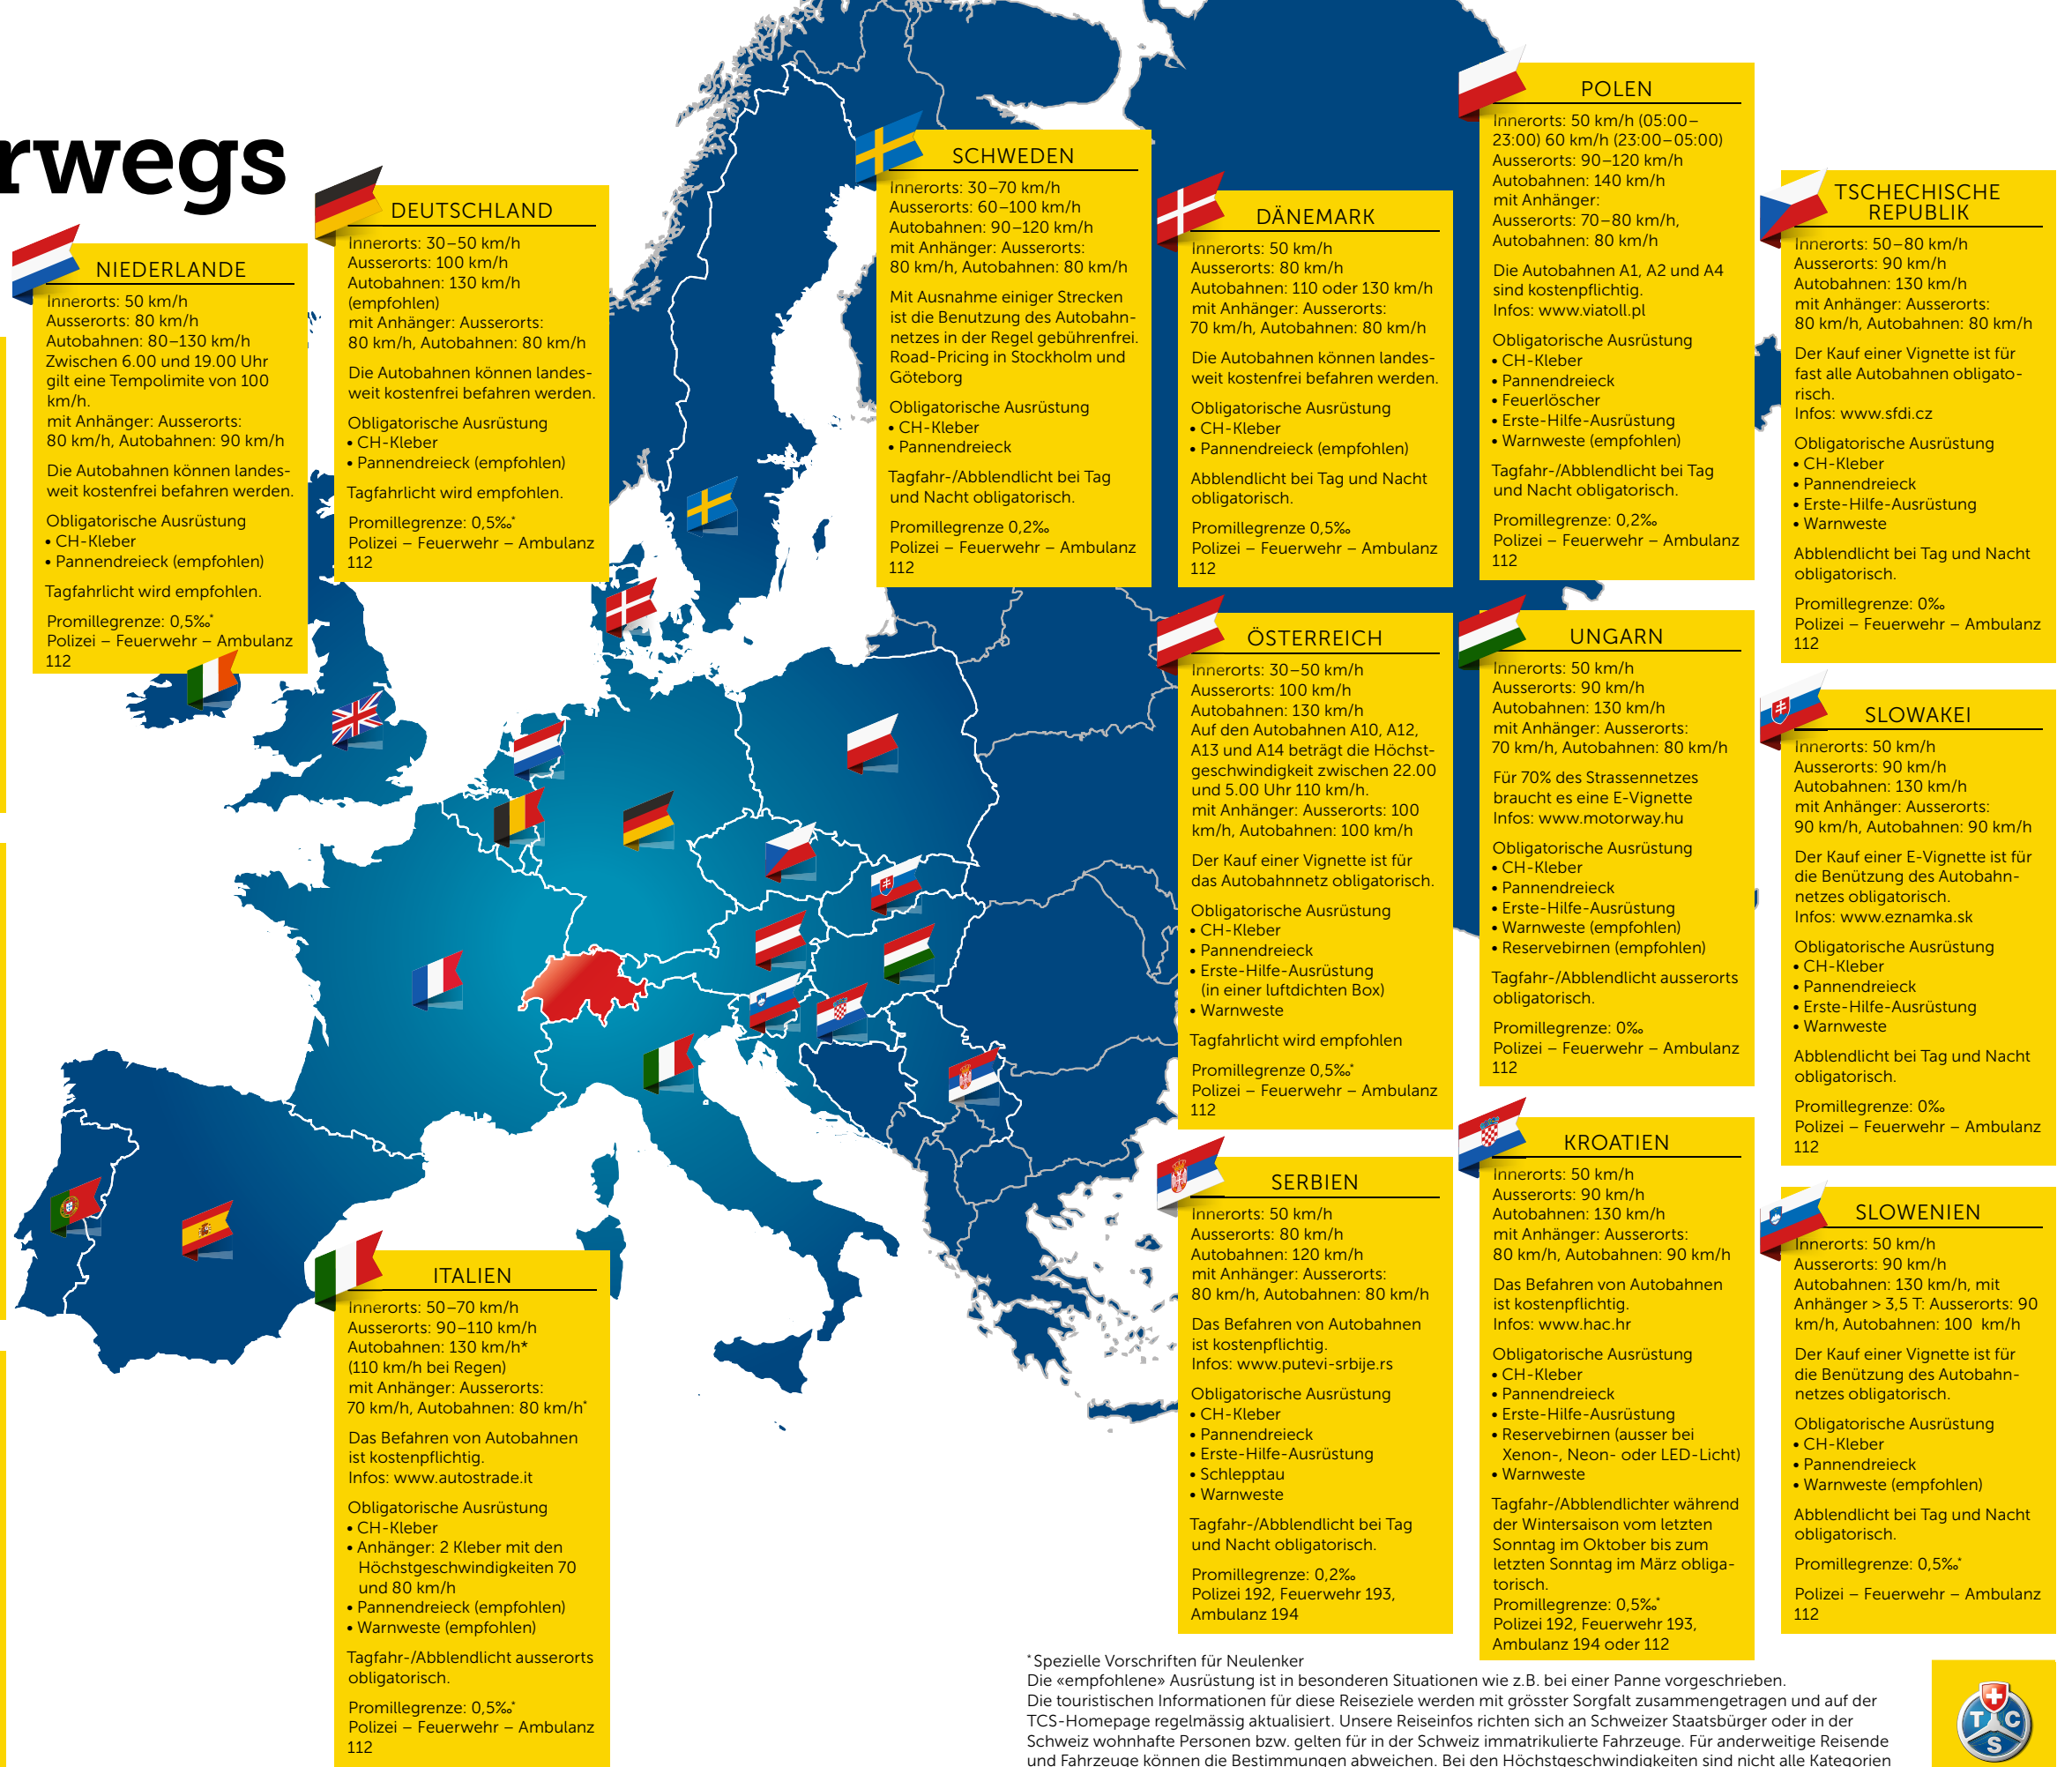 rwegs
NIEDERLANDE
Innerorts: 50 km/h
Ausserorts: 80 km/h
Autobahnen: 80–130 km/h
Zwischen 6.00 und 19.00 Uhr
gilt eine Tempolimite von 100
km/h.
mit Anhänger: Ausserorts:
80 km/h, Autobahnen: 90 km/h
Die Autobahnen können landes-
weit kostenfrei befahren werden.
Obligatorische Ausrüstung
• CH-Kleber
• Pannendreieck (empfohlen)
Tagfahrlicht wird empfohlen.
Promillegrenze: 0,5‰*
Polizei – Feuerwehr – Ambulanz
112
DEUTSCHLAND
Innerorts: 30–50 km/h
Ausserorts: 100 km/h
Autobahnen: 130 km/h
(empfohlen)
mit Anhänger: Ausserorts:
80 km/h, Autobahnen: 80 km/h
Die Autobahnen können landes-
weit kostenfrei befahren werden.
Obligatorische Ausrüstung
• CH-Kleber
• Pannendreieck (empfohlen)
Tagfahrlicht wird empfohlen.
Promillegrenze: 0,5‰*
Polizei – Feuerwehr – Ambulanz
112
SCHWEDEN
Innerorts: 30–70 km/h
Ausserorts: 60–100 km/h
Autobahnen: 90–120 km/h
mit Anhänger: Ausserorts:
80 km/h, Autobahnen: 80 km/h
Mit Ausnahme einiger Strecken
ist die Benutzung des Autobahn-
netzes in der Regel gebührenfrei.
Road-Pricing in Stockholm und
Göteborg
Obligatorische Ausrüstung
• CH-Kleber
• Pannendreieck
Tagfahr-/Abblendlicht bei Tag
und Nacht obligatorisch.
Promillegrenze 0,2‰
Polizei – Feuerwehr – Ambulanz
112
DÄNEMARK
Innerorts: 50 km/h
Ausserorts: 80 km/h
Autobahnen: 110 oder 130 km/h
mit Anhänger: Ausserorts:
70 km/h, Autobahnen: 80 km/h
Die Autobahnen können landes-
weit kostenfrei befahren werden.
Obligatorische Ausrüstung
• CH-Kleber
• Pannendreieck (empfohlen)
Abblendlicht bei Tag und Nacht
obligatorisch.
Promillegrenze 0,5‰
Polizei – Feuerwehr – Ambulanz
112
POLEN
Innerorts: 50 km/h (05:00–
23:00) 60 km/h (23:00–05:00)
Ausserorts: 90–120 km/h
Autobahnen: 140 km/h
mit Anhänger:
Ausserorts: 70–80 km/h,
Autobahnen: 80 km/h
Die Autobahnen A1, A2 und A4
sind kostenpflichtig.
Infos: www.viatoll.pl
Obligatorische Ausrüstung
• CH-Kleber
• Pannendreieck
• Feuerlöscher
• Erste-Hilfe-Ausrüstung
• Warnweste (empfohlen)
Tagfahr-/Abblendlicht bei Tag
und Nacht obligatorisch.
Promillegrenze: 0,2‰
Polizei – Feuerwehr – Ambulanz
112
TSCHECHISCHE
REPUBLIK
Innerorts: 50–80 km/h
Ausserorts: 90 km/h
Autobahnen: 130 km/h
mit Anhänger: Ausserorts:
80 km/h, Autobahnen: 80 km/h
Der Kauf einer Vignette ist für
fast alle Autobahnen obligato-
risch.
Infos: www.sfdi.cz
Obligatorische Ausrüstung
• CH-Kleber
• Pannendreieck
• Erste-Hilfe-Ausrüstung
• Warnweste
Abblendlicht bei Tag und Nacht
obligatorisch.
Promillegrenze: 0‰
Polizei – Feuerwehr – Ambulanz
112
ÖSTERREICH
Innerorts: 30–50 km/h
Ausserorts: 100 km/h
Autobahnen: 130 km/h
Auf den Autobahnen A10, A12,
A13 und A14 beträgt die Höchst-
geschwindigkeit zwischen 22.00
und 5.00 Uhr 110 km/h.
mit Anhänger: Ausserorts: 100
km/h, Autobahnen: 100 km/h
Der Kauf einer Vignette ist für
das Autobahnnetz obligatorisch.
Obligatorische Ausrüstung
• CH-Kleber
• Pannendreieck
• Erste-Hilfe-Ausrüstung
(in einer luftdichten Box)
• Warnweste
Tagfahrlicht wird empfohlen
Promillegrenze 0,5‰*
Polizei – Feuerwehr – Ambulanz
112
UNGARN
Innerorts: 50 km/h
Ausserorts: 90 km/h
Autobahnen: 130 km/h
mit Anhänger: Ausserorts:
70 km/h, Autobahnen: 80 km/h
Für 70% des Strassennetzes
braucht es eine E-Vignette
Infos: www.motorway.hu
Obligatorische Ausrüstung
• CH-Kleber
• Pannendreieck
• Erste-Hilfe-Ausrüstung
• Warnweste (empfohlen)
• Reservebirnen (empfohlen)
Tagfahr-/Abblendlicht ausserorts
obligatorisch.
Promillegrenze: 0‰
Polizei – Feuerwehr – Ambulanz
112
SLOWAKEI
Innerorts: 50 km/h
Ausserorts: 90 km/h
Autobahnen: 130 km/h
mit Anhänger: Ausserorts:
90 km/h, Autobahnen: 90 km/h
Der Kauf einer E-Vignette ist für
die Benützung des Autobahn-
netzes obligatorisch.
Infos: www.eznamka.sk
Obligatorische Ausrüstung
• CH-Kleber
• Pannendreieck
• Erste-Hilfe-Ausrüstung
• Warnweste
Abblendlicht bei Tag und Nacht
obligatorisch.
Promillegrenze: 0‰
Polizei – Feuerwehr – Ambulanz
112
ITALIEN
Innerorts: 50–70 km/h
Ausserorts: 90–110 km/h
Autobahnen: 130 km/h*
(110 km/h bei Regen)
mit Anhänger: Ausserorts:
70 km/h, Autobahnen: 80 km/h*
Das Befahren von Autobahnen
ist kostenpflichtig.
Infos: www.autostrade.it
Obligatorische Ausrüstung
• CH-Kleber
• Anhänger: 2 Kleber mit den
Höchstgeschwindigkeiten 70
und 80 km/h
• Pannendreieck (empfohlen)
• Warnweste (empfohlen)
Tagfahr-/Abblendlicht ausserorts
obligatorisch.
Promillegrenze: 0,5‰*
Polizei – Feuerwehr – Ambulanz
112
SERBIEN
Innerorts: 50 km/h
Ausserorts: 80 km/h
Autobahnen: 120 km/h
mit Anhänger: Ausserorts:
80 km/h, Autobahnen: 80 km/h
Das Befahren von Autobahnen
ist kostenpflichtig.
Infos: www.putevi-srbije.rs
Obligatorische Ausrüstung
• CH-Kleber
• Pannendreieck
• Erste-Hilfe-Ausrüstung
• Schlepptau
• Warnweste
Tagfahr-/Abblendlicht bei Tag
und Nacht obligatorisch.
Promillegrenze: 0,2‰
Polizei 192, Feuerwehr 193,
Ambulanz 194
KROATIEN
Innerorts: 50 km/h
Ausserorts: 90 km/h
Autobahnen: 130 km/h
mit Anhänger: Ausserorts:
80 km/h, Autobahnen: 90 km/h
Das Befahren von Autobahnen
ist kostenpflichtig.
Infos: www.hac.hr
Obligatorische Ausrüstung
• CH-Kleber
• Pannendreieck
• Erste-Hilfe-Ausrüstung
• Reservebirnen (ausser bei
Xenon-, Neon- oder LED-Licht)
• Warnweste
Tagfahr-/Abblendlichter während
der Wintersaison vom letzten
Sonntag im Oktober bis zum
letzten Sonntag im März obliga-
torisch.
Promillegrenze: 0,5‰*
Polizei 192, Feuerwehr 193,
Ambulanz 194 oder 112
SLOWENIEN
Innerorts: 50 km/h
Ausserorts: 90 km/h
Autobahnen: 130 km/h, mit
Anhänger > 3,5 T: Ausserorts: 90
km/h, Autobahnen: 100 km/h
Der Kauf einer Vignette ist für
die Benützung des Autobahn-
netzes obligatorisch.
Obligatorische Ausrüstung
• CH-Kleber
• Pannendreieck
• Warnweste (empfohlen)
Abblendlicht bei Tag und Nacht
obligatorisch.
Promillegrenze: 0,5‰*
Polizei – Feuerwehr – Ambulanz
112
* Spezielle Vorschriften für Neulenker
Die «empfohlene» Ausrüstung ist in besonderen Situationen wie z.B. bei einer Panne vorgeschrieben.
Die touristischen Informationen für diese Reiseziele werden mit grösster Sorgfalt zusammengetragen und auf der
TCS-Homepage regelmässig aktualisiert. Unsere Reiseinfos richten sich an Schweizer Staatsbürger oder in der
Schweiz wohnhafte Personen bzw. gelten für in der Schweiz immatrikulierte Fahrzeuge. Für anderweitige Reisende
und Fahrzeuge können die Bestimmungen abweichen. Bei den Höchstgeschwindigkeiten sind nicht alle Kategorien
TCS